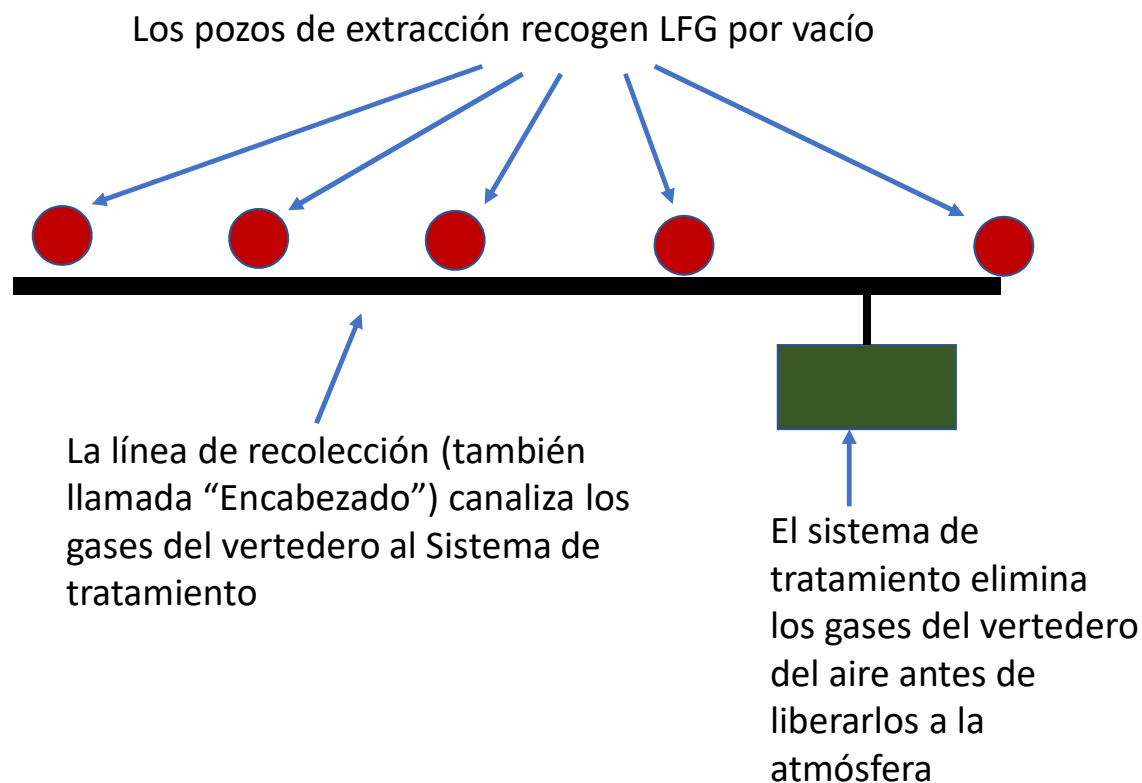 Los pozos de extracción recogen LFG por vacío
La línea de recolección (también
llamada “Encabezado”) canaliza los
gases del vertedero al Sistema de
tratamiento
El sistema de
tratamiento elimina
los gases del vertedero
del aire antes de
liberarlos a la
atmósfera